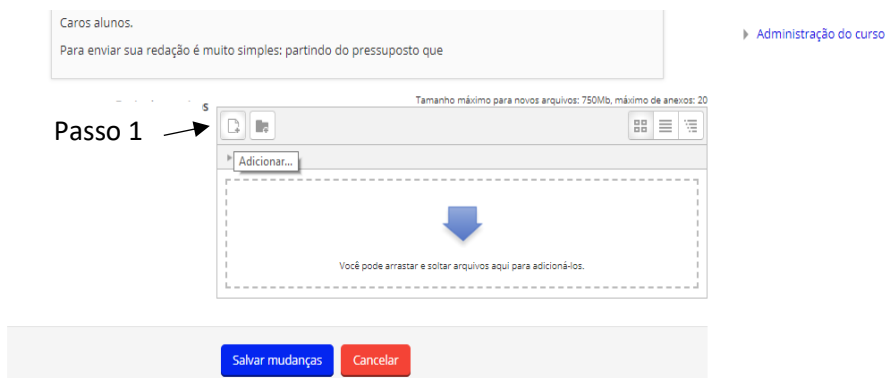 Caros alunos.
Administração do curso
Para enviar sua redação é muito simples: partindo do pressuposto que
Tamanho máximo para novos arquivos: 750Mb, máximo de anexos: 20
Passo 1
Adicionar...
Você pode arrastar e soltar arquivos aqui para adicioná-los.
Salvar mudanças
Cancelar